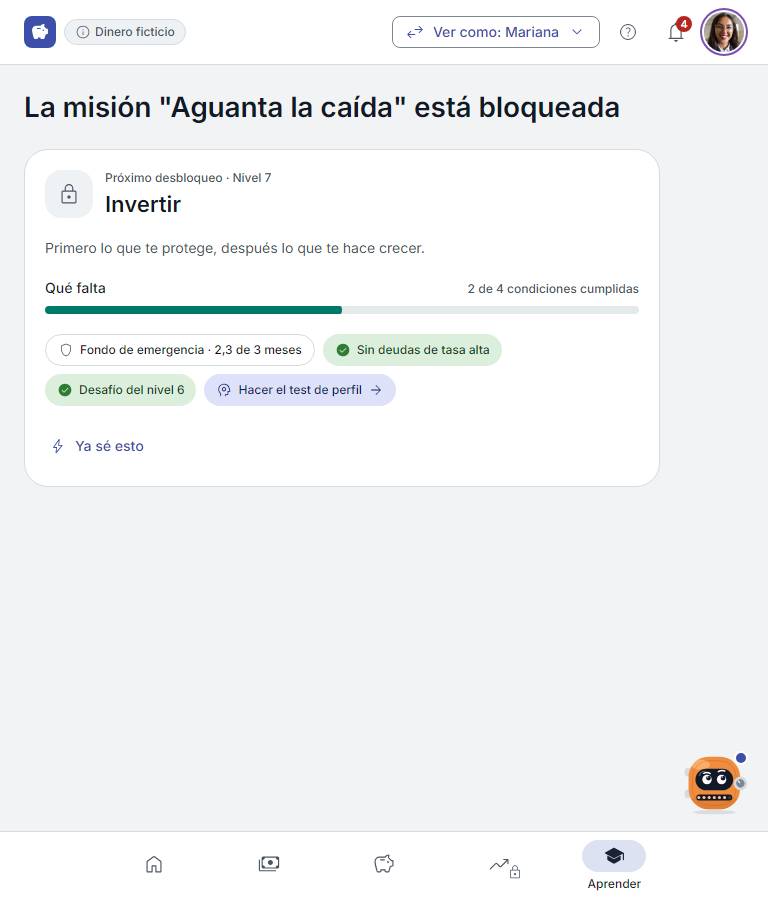 Dinero ficticio
Ver como: Mariana
4
La misión "Aguanta la caída" está bloqueada
Próximo desbloqueo · Nivel 7
Invertir
Primero lo que te protege, después lo que te hace crecer.
Qué falta
2 de 4 condiciones cumplidas
Fondo de emergencia · 2,3 de 3 meses
Sin deudas de tasa alta
Desafío del nivel 6
Hacer el test de perfil
Ya sé esto
Aprender